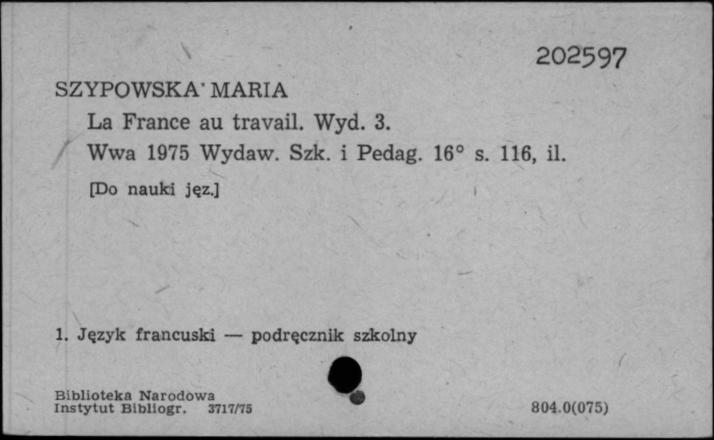 202597
SZYPOWSKA MARIA
La France au travail. Wyd. 3.
Wwa 1975 Wydaw. Szk. i Pedag. 16° s. 116, il.
[Do nauki jęz.]
1. Język francuski — podręcznik szkolny
Biblioteka Narodowa
Instytut Bibliogr. 3717/75
804.0(075)